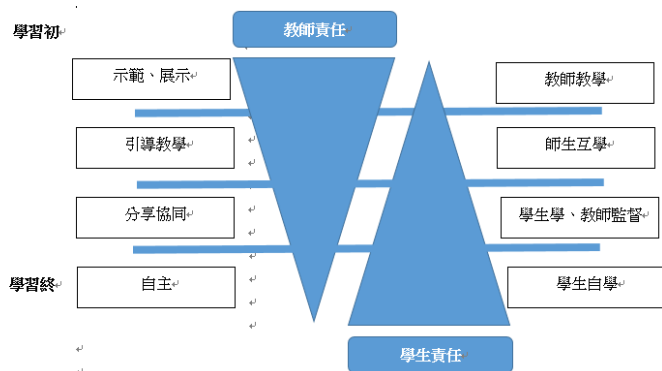 學習初
教師責任
示範、展示
教師教學
引導教學
師生互學
分享協同
學生學、教師監督
學習終
自主
學生自學
學生責任